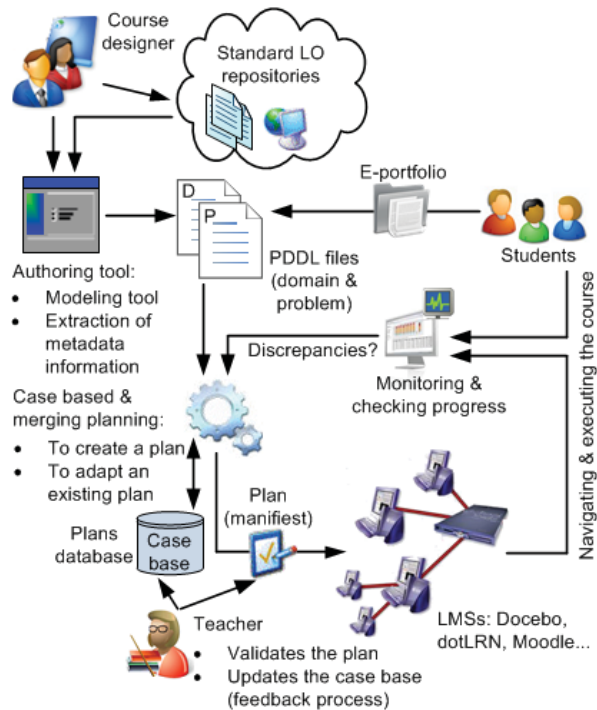 Course
designer
Standard LO
repositories
E-portfolio
D
P
Students
PDDL files
(domain &
problem)
Authoring tool:
• Modeling tool
• Extraction of
metadata
information
Discrepancies?
Monitoring &
checking progress
Navigating & executing the course
Case based &
merging planning:
• To create a plan
• To adapt an
existing plan
Plan
(manifiest)
Plans
database
Case
base
LMSs: Docebo,
dotLRN, Moodle...
Teacher
• Validates the plan
• Updates the case base
(feedback process)